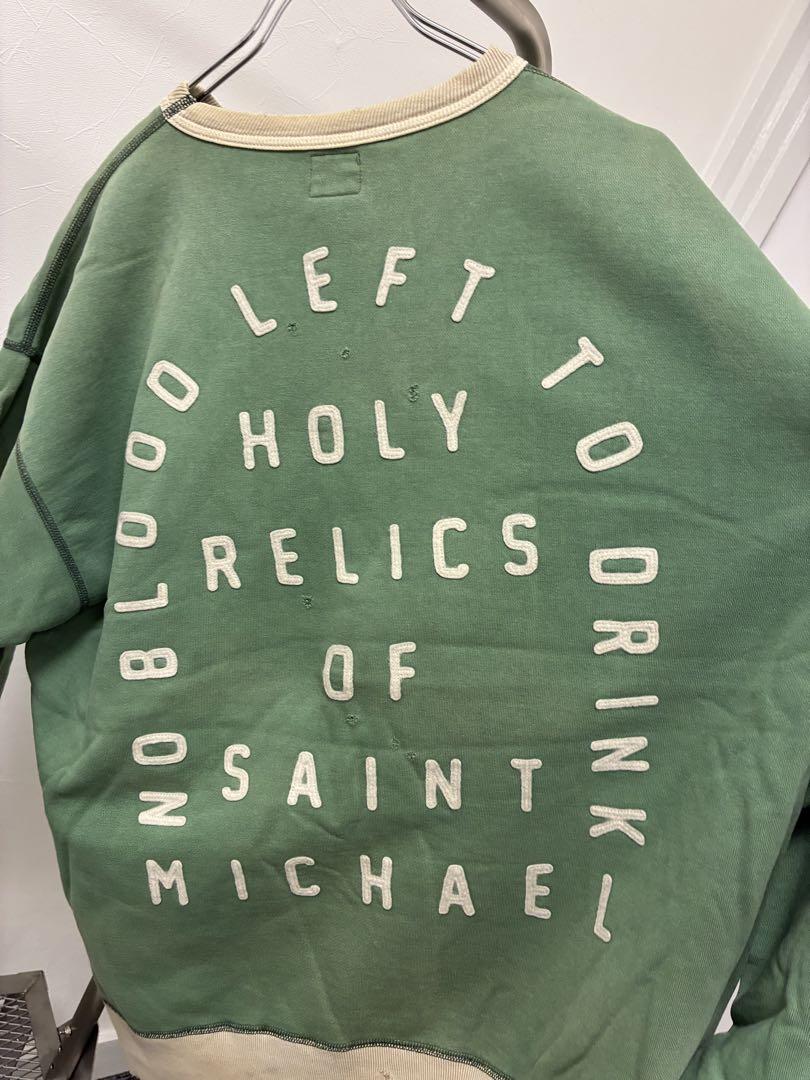 NO BLOOD LEFT TO DRINK
HOLY
RELICS
OF
SAINT
MICHAEL